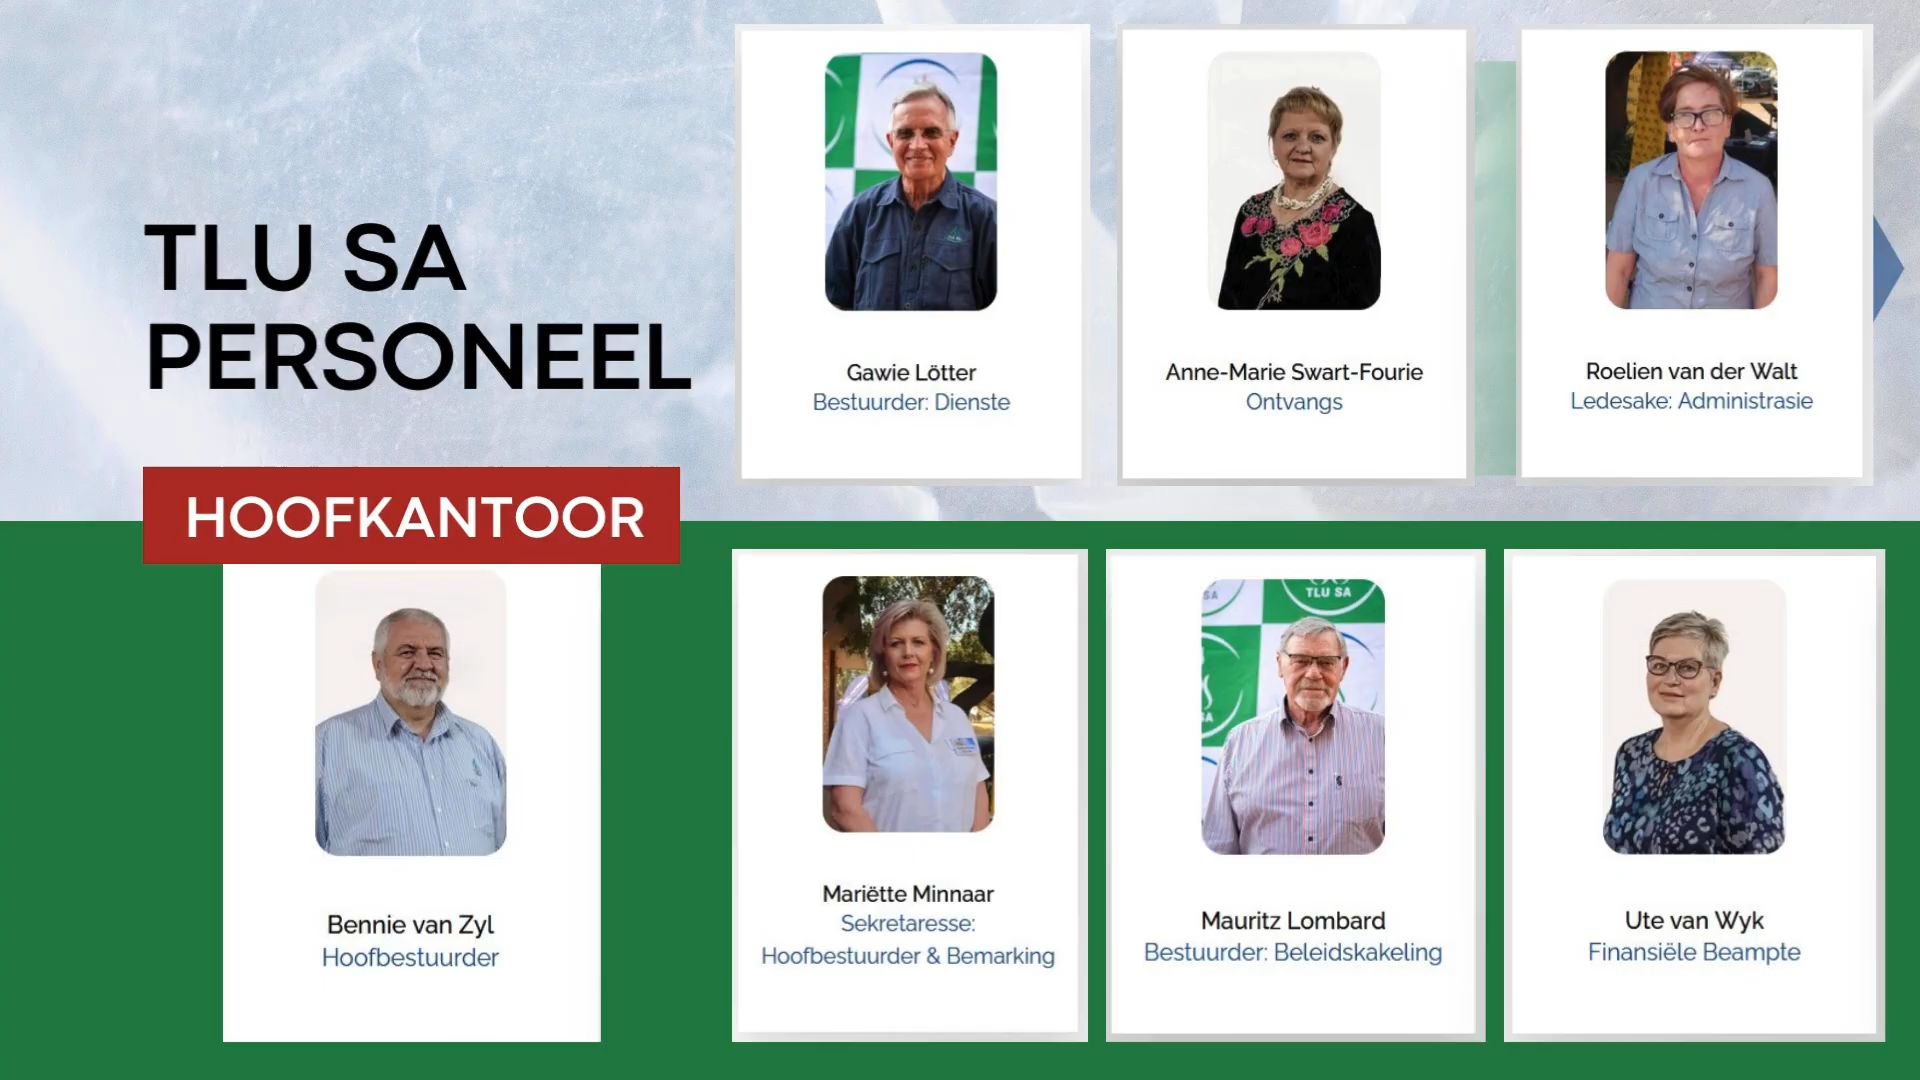 TLU SA
PERSONEEL
HOOFKANTOOR
Gawie Lötter
Bestuurder: Dienste
Anne-Marie Swart-Fourie
Ontvangs
Roelien van der Walt
Ledesake: Administrasie
Bennie van Zyl
Hoofbestuurder
Mariëtte Minnaar
Sekretaresse:
Hoofbestuurder & Bemarking
TLU SA
Mauritz Lombard
Bestuurder: Beleidskakeling
Ute van Wyk
Finansiële Beampte